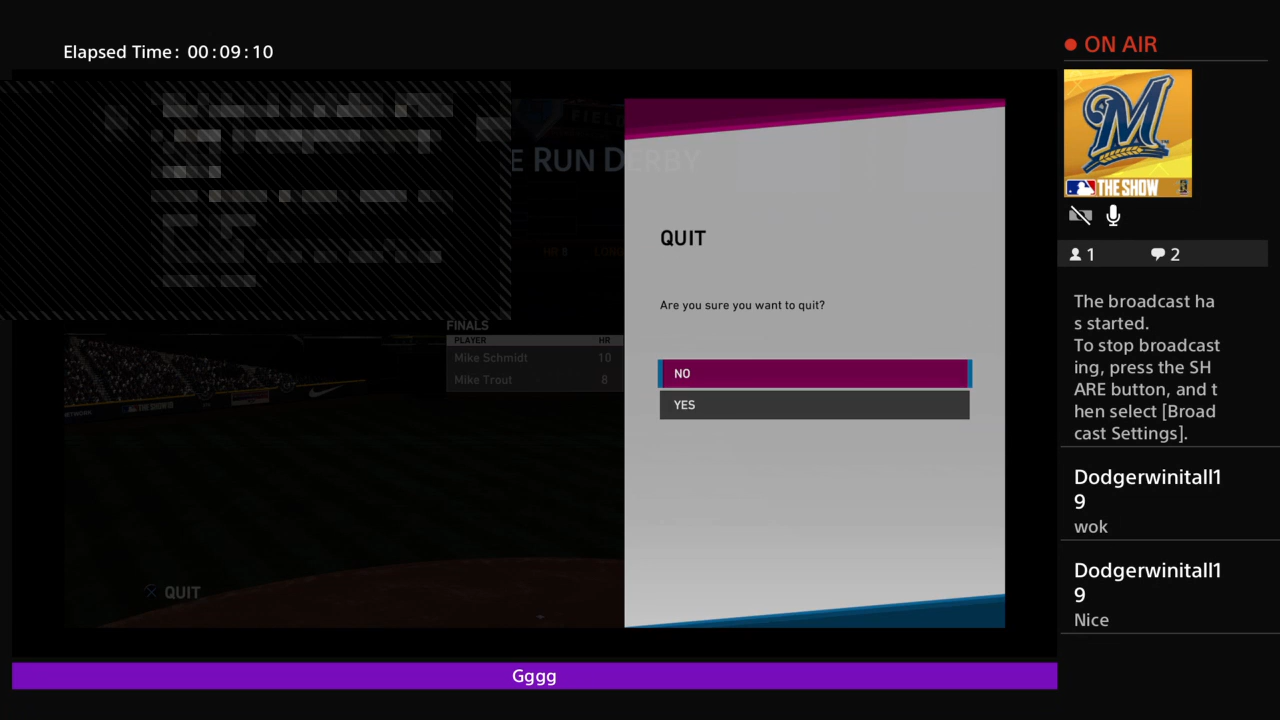 Elapsed Time: 00:09:10
ON AIR
M
THE SHOW
1
2
FIEL
E RUN DERBY
QUIT
Are you sure you want to quit?
NO
YES
FINALS
PLAYER HR
Mike Schmidt 10
Mike Trout 8
QUIT
The broadcast ha
s started.
To stop broadcast
ing, press the SH
ARE button, and t
hen select [Broad
cast Settings].
Dodgerwinitall1
9
wok
Dodgerwinitall1
9
Nice
Gggg